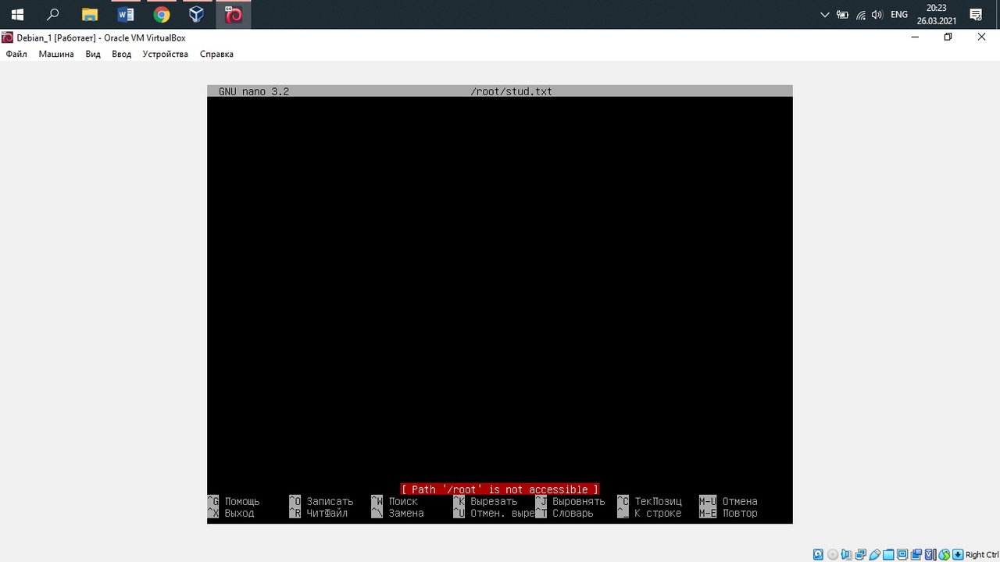 ENG
20:23
26.03.2021
Debian_1 [Работает] - Oracle VM VirtualBox
Файл Машина Вид Ввод Устройства Справка
GNU nano 3.2 /root/stud.txt
[ Path '/root' is not accessible ]
^G Помощь ^O Записать ^W Поиск ^K Вырезать ^J Выровнять ^C ТекПозиц M-U Отмена
^X Выход ^R ЧитФайл ^\ Замена ^U Отмен. выре^T Словарь ^_ К строке M-E Повтор
Right Ctrl